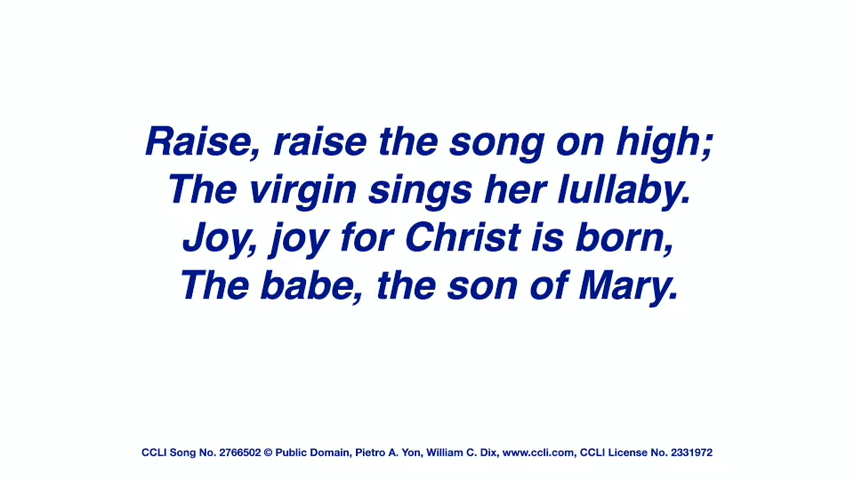 Raise, raise the song on high;
The virgin sings her lullaby.
Joy, joy for Christ is born,
The babe, the son of Mary.
CCLI Song No. 2766502 © Public Domain, Pietro A. Yon, William C. Dix, www.ccli.com, CCLI License No. 2331972